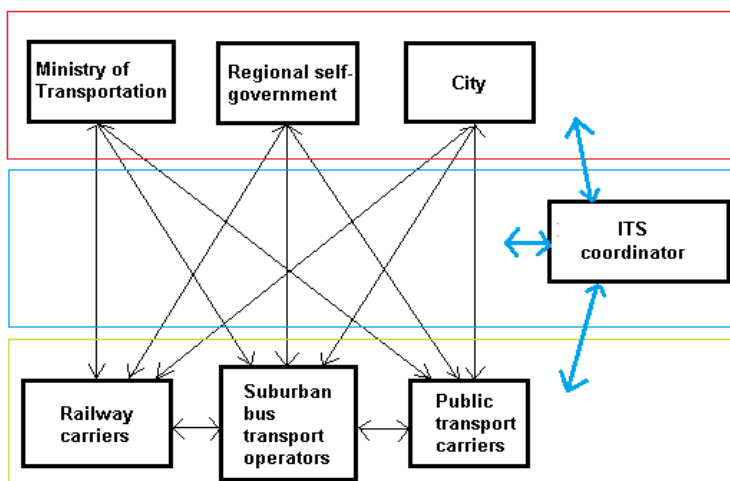 Ministry of
Transportation
Regional self-
government
City
ITS
coordinator
Railway
carriers
Suburban
bus
transport
operators
Public
transport
carriers